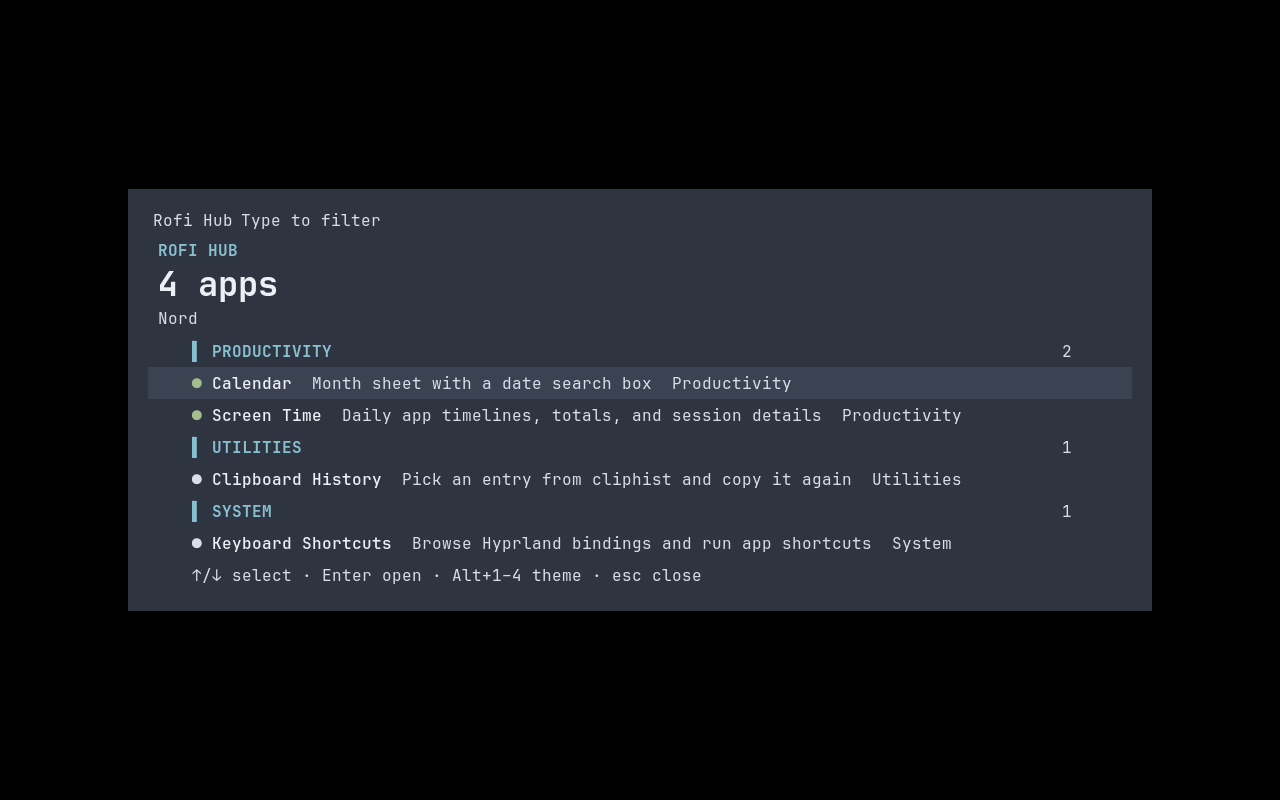 Rofi Hub Type to filter
ROFI HUB
4 apps
Nord
PRODUCTIVITY 2
Calendar Month sheet with a date search box Productivity
Screen Time Daily app timelines, totals, and session details Productivity
UTILITIES 1
Clipboard History Pick an entry from cliphist and copy it again Utilities
SYSTEM 1
Keyboard Shortcuts Browse Hyprland bindings and run app shortcuts System
↑/↓ select · Enter open · Alt+1–4 theme · esc close